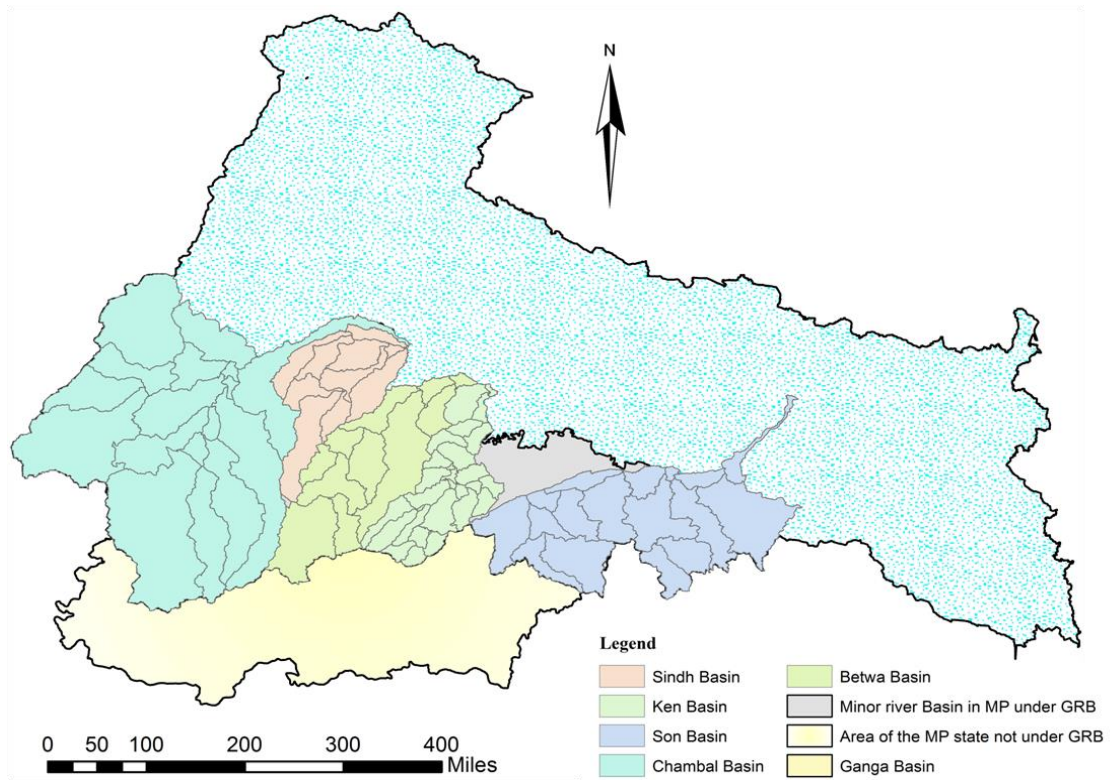 N
Legend
Sindh Basin
Betwa Basin
Ken Basin
Minor river Basin in MP under GRB
Son Basin
Area of the MP state not under GRB
Chambal Basin
Ganga Basin
0 50 100 200 300 400
Miles